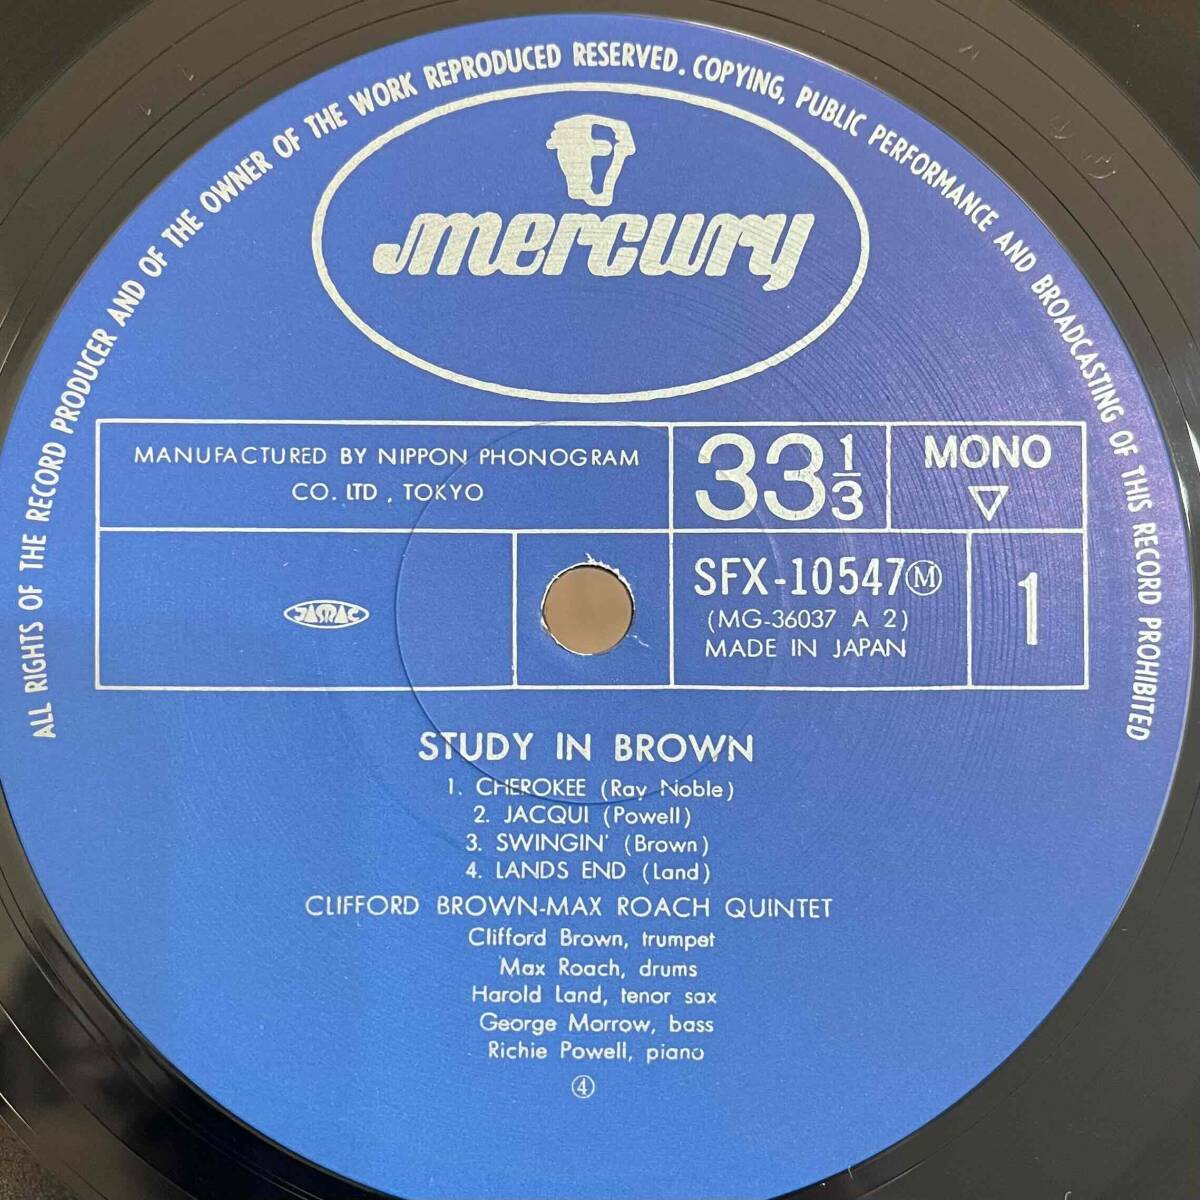 ALL RIGHTS OF THE RECORD PRODUCER AND OF THE OWNER OF THE WORK REPRODUCED RESERVED. COPYING, PUBLIC PERFORMANCE AND BROADCASTING OF THIS RECORD PROHIBITED
mercury
MANUFACTURED BY NIPPON PHONOGRAM
CO. LTD., TOKYO
33 1/3
MONO
▽
JASRAC
SFX-10547Ⓜ
(MG-36037 A 2)
MADE IN JAPAN
1
STUDY IN BROWN
1. CHEROKEE (Ray Noble)
2. JACQUI (Powell)
3. SWINGIN' (Brown)
4. LANDS END (Land)
CLIFFORD BROWN-MAX ROACH QUINTET
Clifford Brown, trumpet
Max Roach, drums
Harold Land, tenor sax
George Morrow, bass
Richie Powell, piano
④